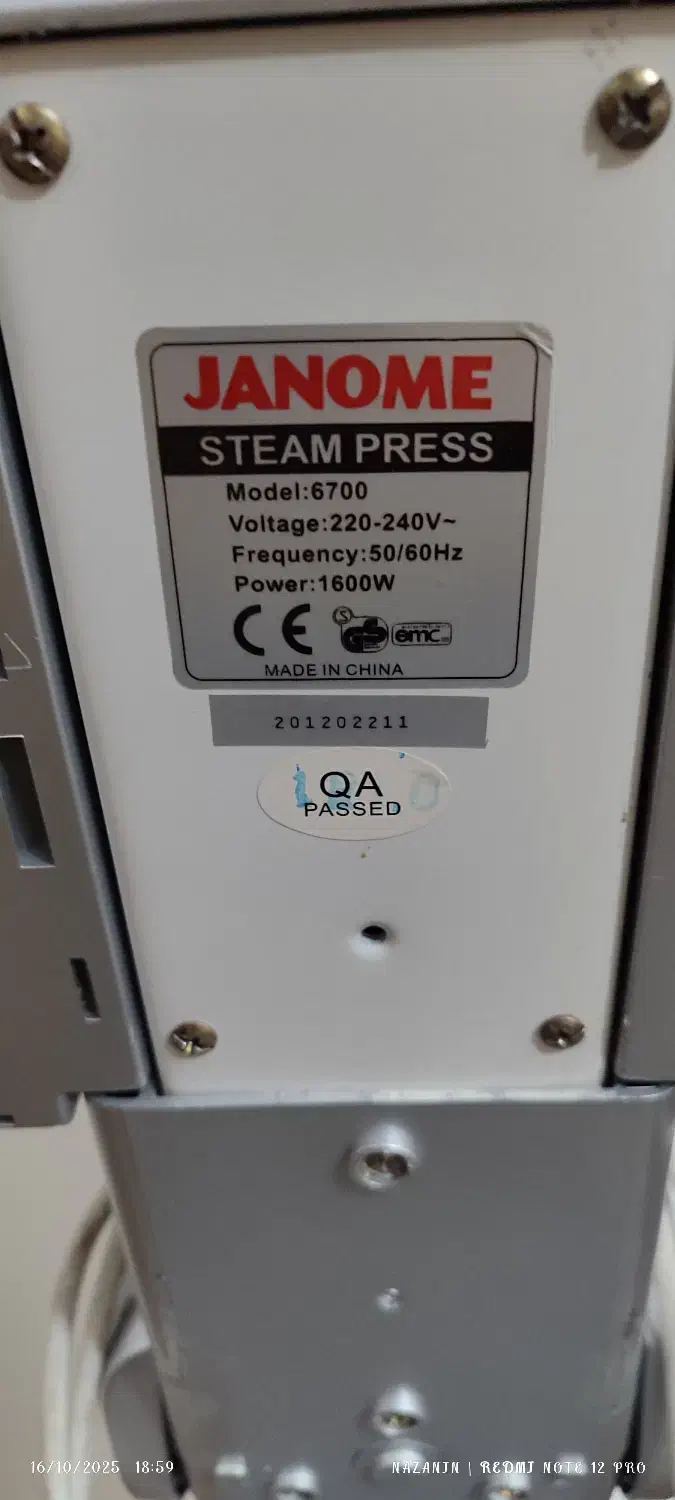 JANOME
STEAM PRESS
Model:6700
Voltage:220-240V~
Frequency:50/60Hz
Power:1600W
CE GS emc
MADE IN CHINA
201202211
QA
PASSED
16/10/2025 18:59
NAZANIN | REDMI NOTE 12 PRO